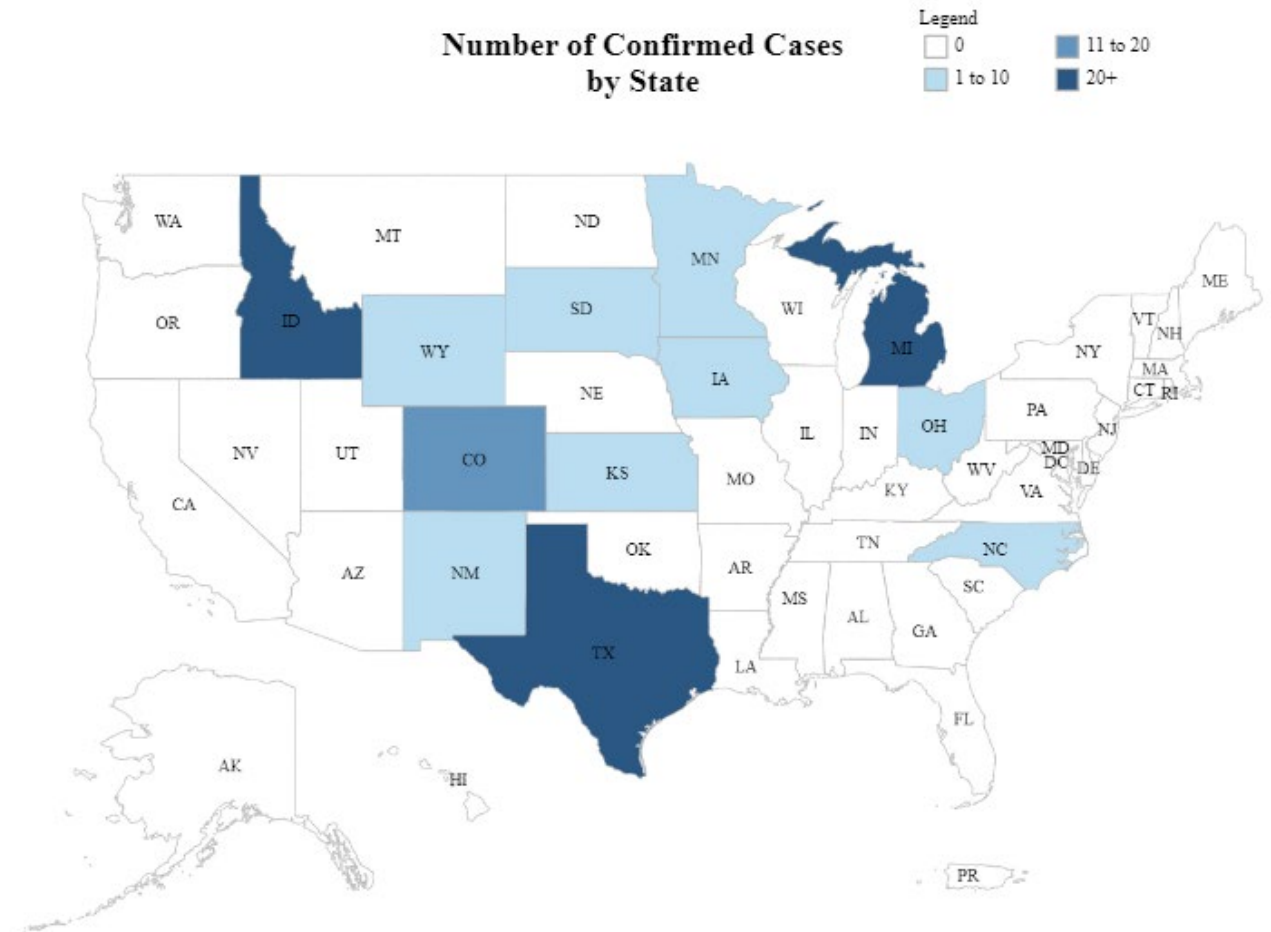 Number of Confirmed Cases
by State
Legend
0
11 to 20
1 to 10
20+
WA
MT
ND
MN
ME
OR
ID
SD
WI
VT
NH
WY
MI
NY
MA
IA
CT RI
NE
PA
NV
UT
CO
IL
IN
OH
NJ
KS
MO
WV
MD
DC
DE
CA
KY
VA
AZ
NM
OK
TN
NC
AR
MS
SC
AL
GA
TX
LA
FL
AK
HI
PR